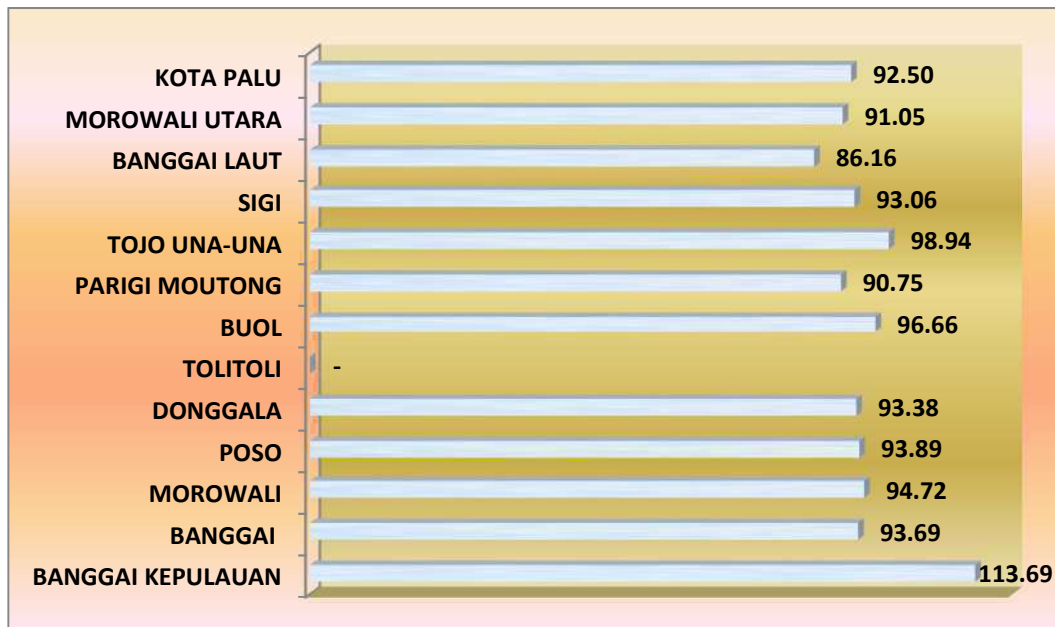 KOTA PALU 92.50
MOROWALI UTARA 91.05
BANGGAI LAUT 86.16
SIGI 93.06
TOJO UNA-UNA 98.94
PARIGI MOUTONG 90.75
BUOL 96.66
TOLITOLI -
DONGGALA 93.38
POSO 93.89
MOROWALI 94.72
BANGGAI 93.69
BANGGAI KEPULAUAN 113.69